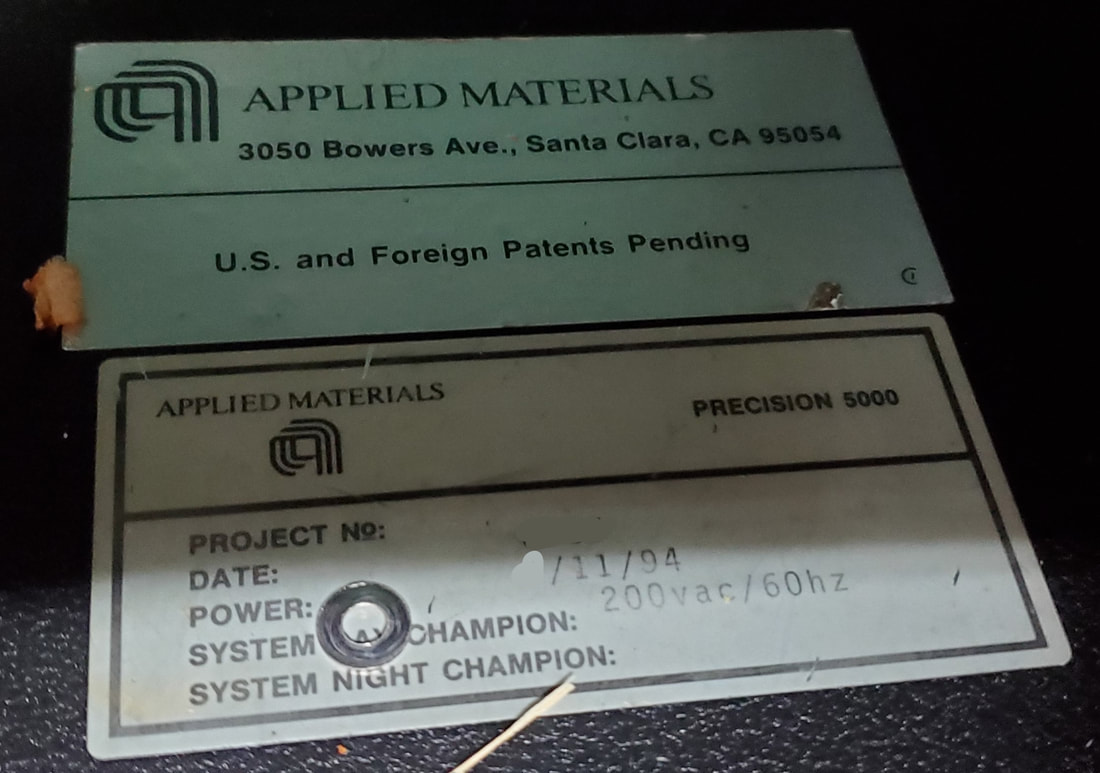 APPLIED MATERIALS
3050 Bowers Ave., Santa Clara, CA 95054
U.S. and Foreign Patents Pending
APPLIED MATERIALS
PRECISION 5000
PROJECT Nº:
DATE: /11/94
POWER: 200vac/60hz
SYSTEM CHAMPION:
SYSTEM NIGHT CHAMPION: